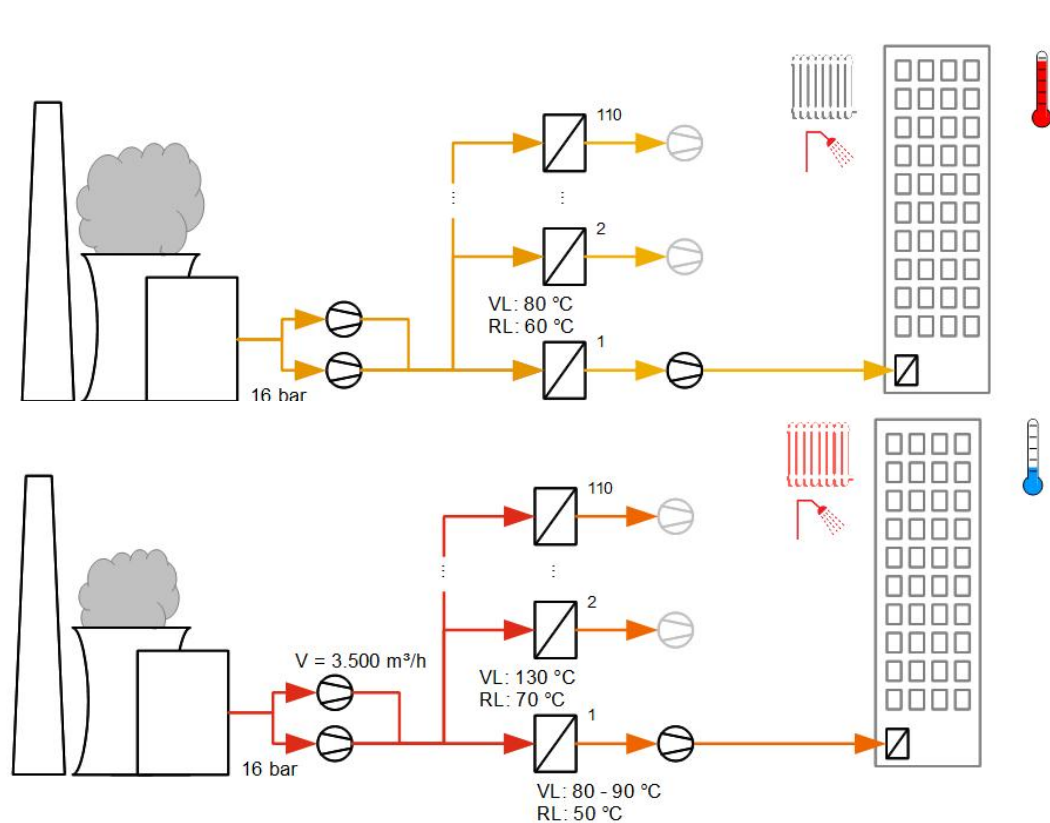 110
⋮
⋮
2
VL: 80 °C
RL: 60 °C
1
16 bar
110
⋮
⋮
2
V = 3.500 m³/h
VL: 130 °C
RL: 70 °C
1
16 bar
VL: 80 - 90 °C
RL: 50 °C